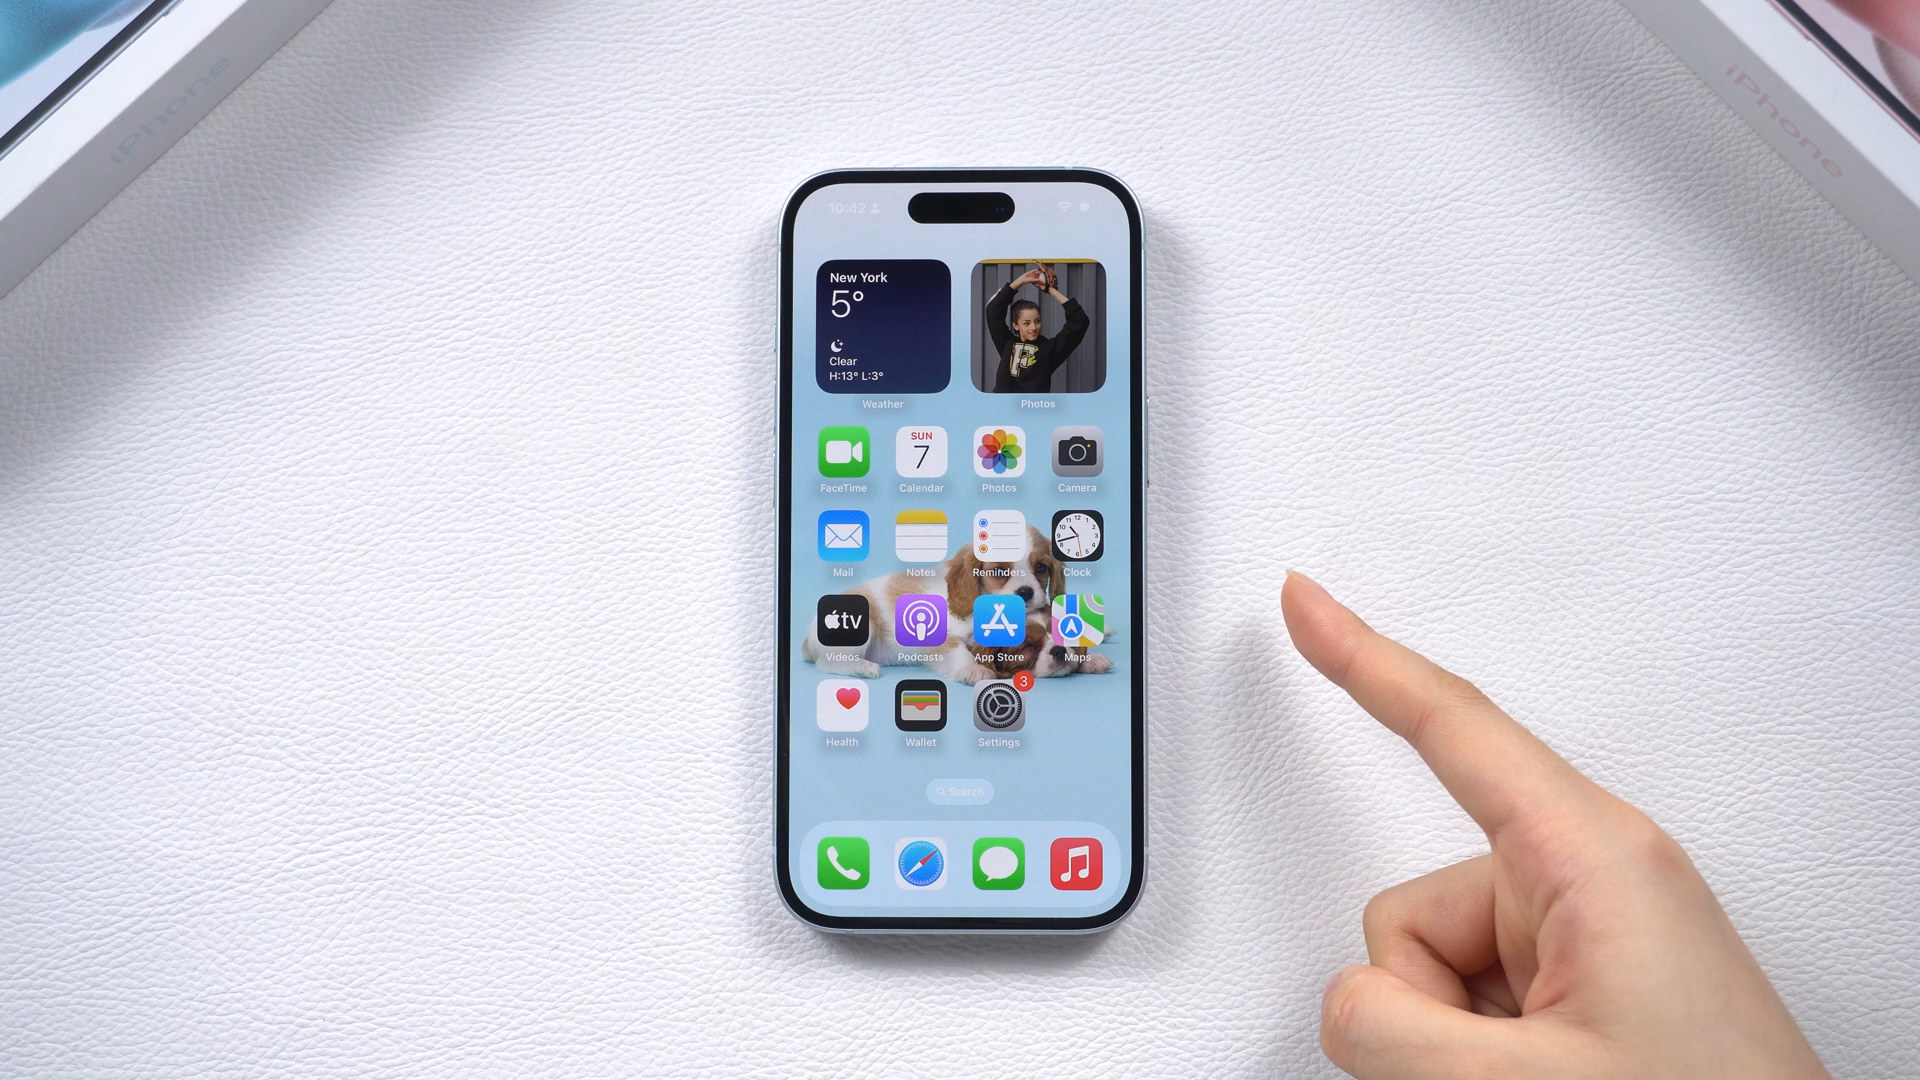 iPhone
iPhone
10:42
New York
5°
Clear
H:13° L:3°
Weather
Photos
SUN
7
FaceTime
Calendar
Photos
Camera
Mail
Notes
Reminders
Clock
tv
Videos
Podcasts
App Store
Maps
3
Health
Wallet
Settings
Search